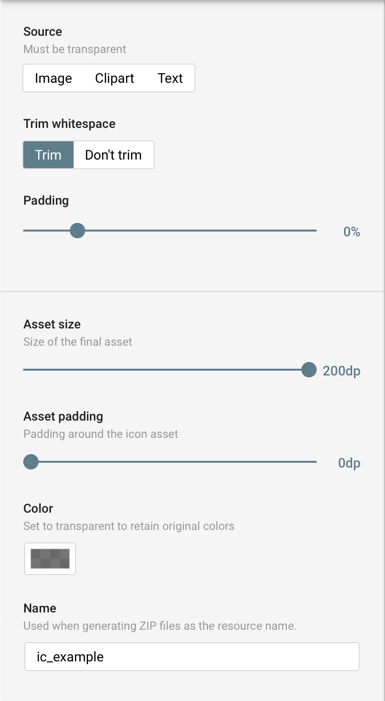 Source
Must be transparent
Image Clipart Text
Trim whitespace
Trim Don't trim
Padding
0%
Asset size
Size of the final asset
200dp
Asset padding
Padding around the icon asset
0dp
Color
Set to transparent to retain original colors
Name
Used when generating ZIP files as the resource name.
ic_example